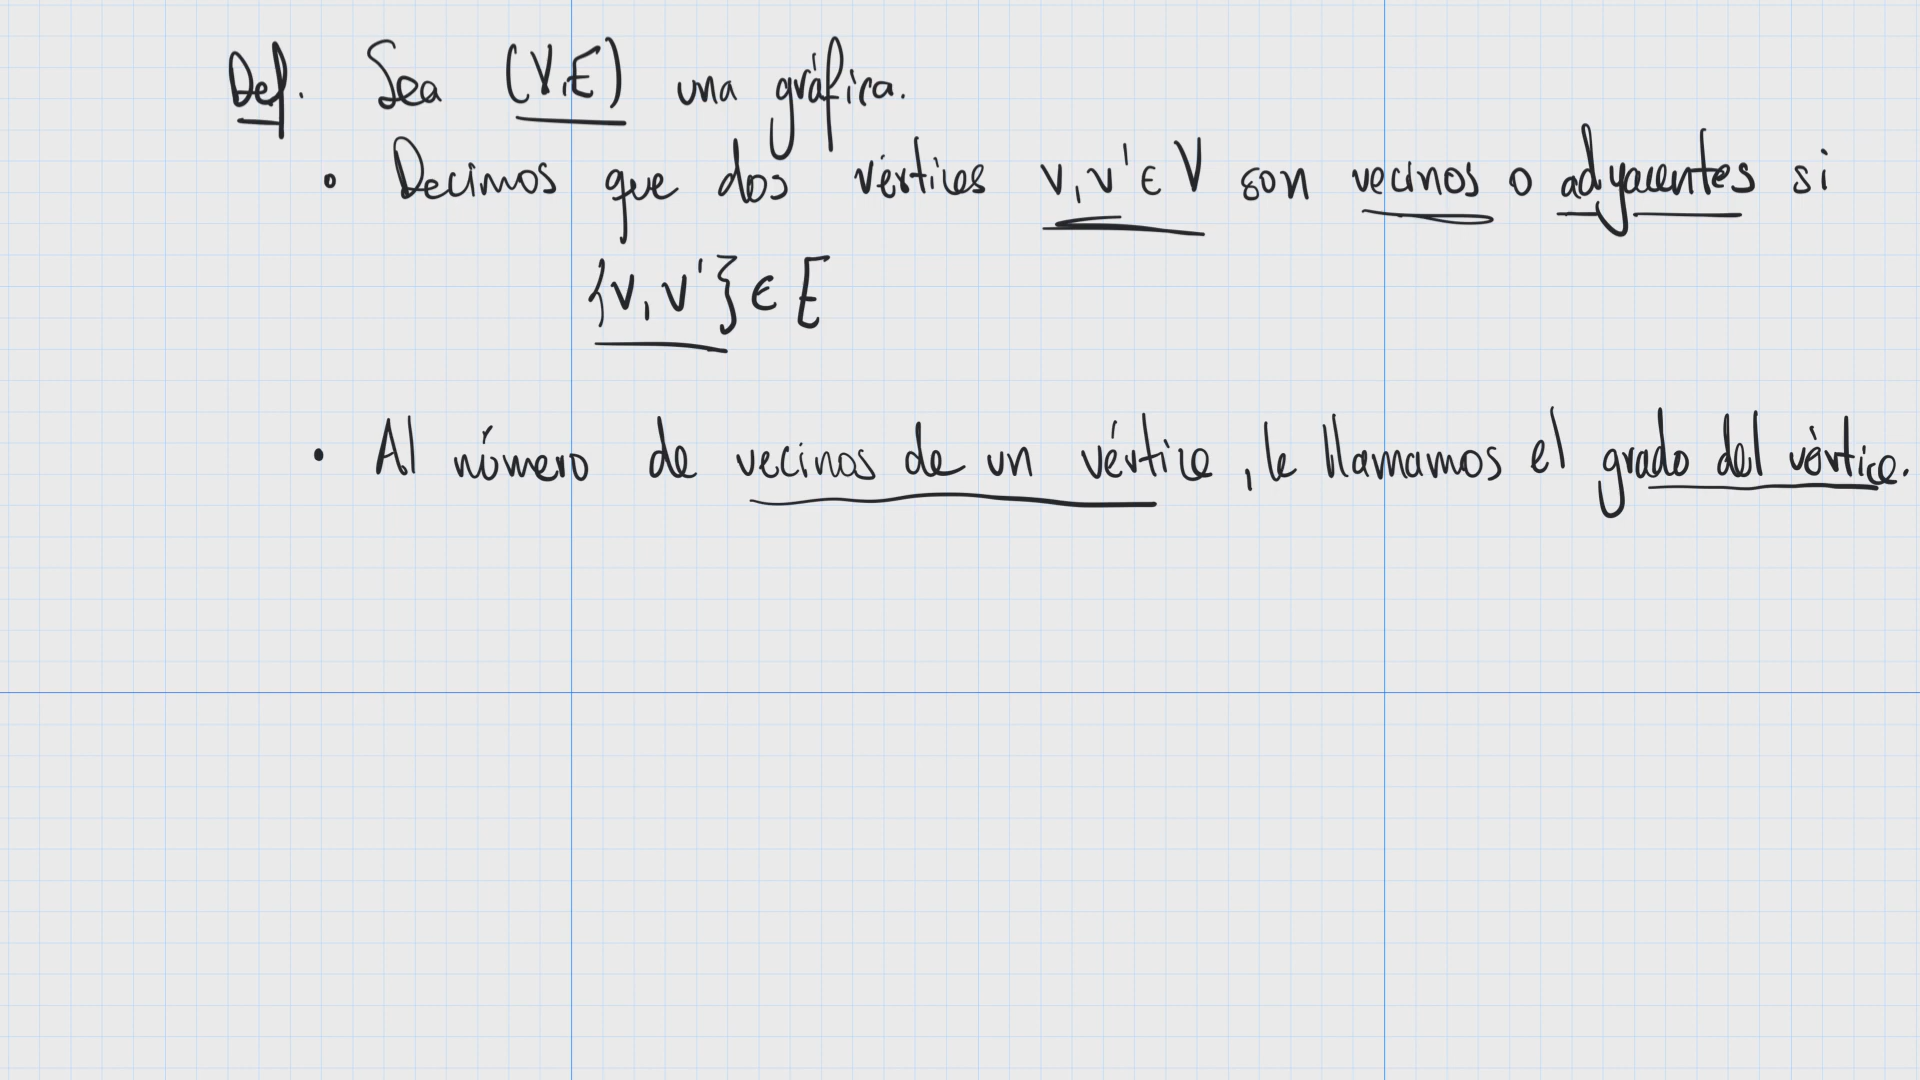 Def. Sea (V,E) una gráfica.
• Decimos que dos vértices v, v' ∈ V son vecinos o adyacentes si
{v, v'} ∈ E
• Al número de vecinos de un vértice, le llamamos el grado del vértice.